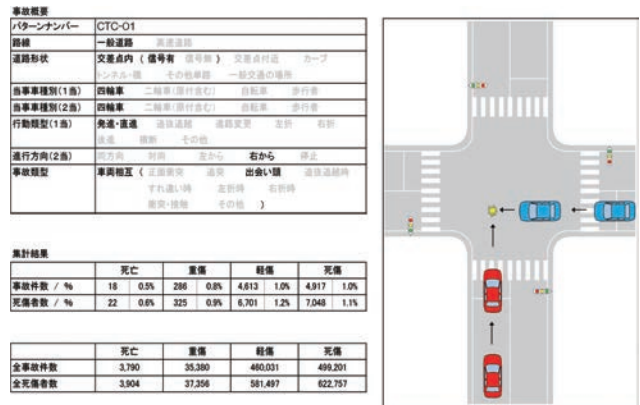 事故概要
パターンナンバー CTC-01
路線 一般道路 高速道路
道路形状 交差点内 ( 信号有 信号無 ) 交差点付近 カーブ
トンネル・橋 その他単路 一般交通の場所
当事車種別(1当) 四輪車 二輪車(原付含む) 自転車 歩行者
当事車種別(2当) 四輪車 二輪車(原付含む) 自転車 歩行者
行動類型(1当) 発進・直進 追抜追越 進路変更 左折 右折
後退 横断 その他
進行方向(2当) 同方向 対向 左から 右から 停止
事故類型 車両相互 ( 正面衝突 追突 出会い頭 追抜追越時
すれ違い時 左折時 右折時
衝突・接触 その他 )
集計結果
死亡 重傷 軽傷 死傷
事故件数 / % 18 0.5% 286 0.8% 4,613 1.0% 4,917 1.0%
死傷者数 / % 22 0.6% 325 0.9% 6,701 1.2% 7,048 1.1%
死亡 重傷 軽傷 死傷
全事故件数 3,790 35,380 460,031 499,201
全死傷者数 3,904 37,356 581,497 622,757